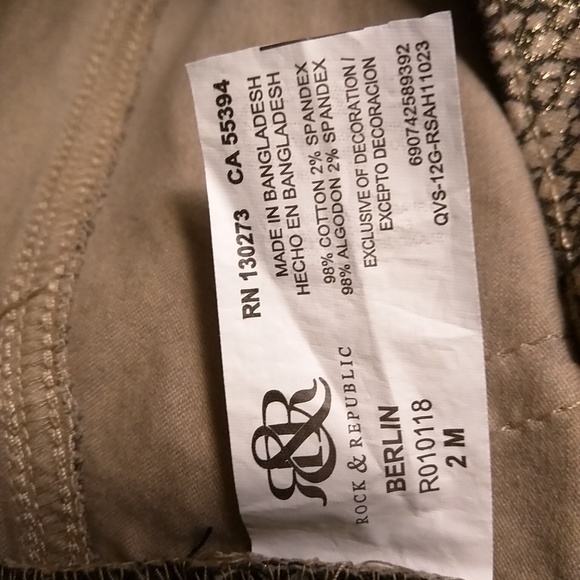 R&R
ROCK & REPUBLIC
BERLIN
R010118
2 M
RN 130273 CA 55394
MADE IN BANGLADESH
HECHO EN BANGLADESH
98% COTTON 2% SPANDEX
98% ALGODON 2% SPANDEX
EXCLUSIVE OF DECORATION /
EXCEPTO DECORACION
690742589392
QVS-12G-RSAH11023